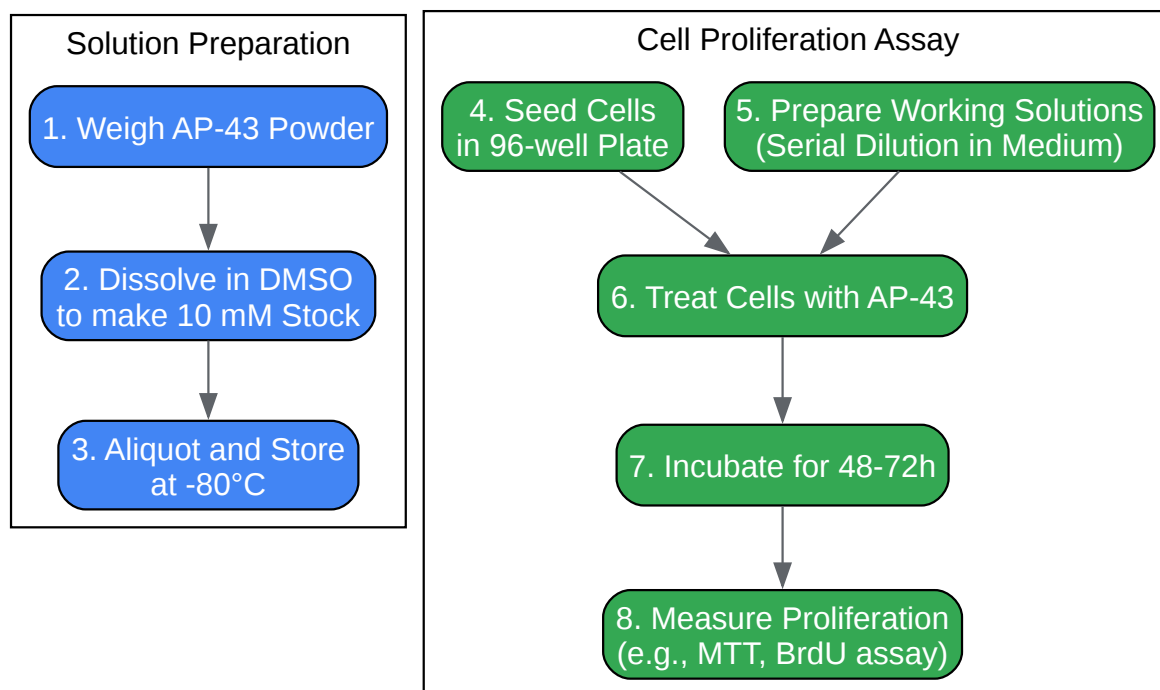 Solution Preparation
1. Weigh AP-43 Powder
2. Dissolve in DMSO
to make 10 mM Stock
3. Aliquot and Store
at -80°C
Cell Proliferation Assay
4. Seed Cells
in 96-well Plate
5. Prepare Working Solutions
(Serial Dilution in Medium)
6. Treat Cells with AP-43
7. Incubate for 48-72h
8. Measure Proliferation
(e.g., MTT, BrdU assay)